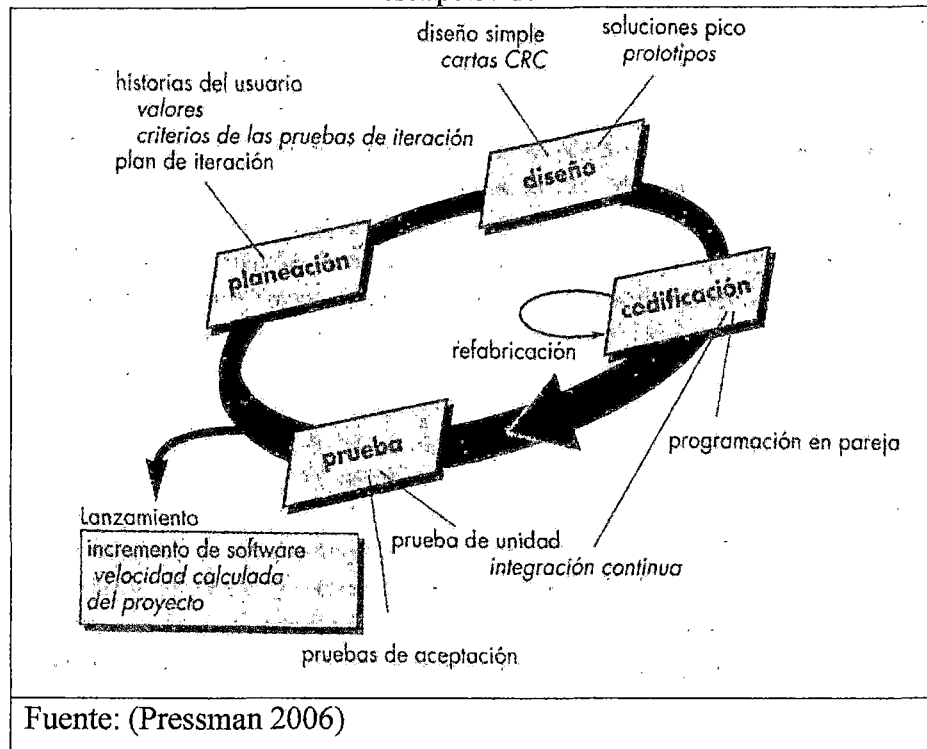 diseño simple
cartas CRC
soluciones pico
prototipos
historias del usuario
valores
criterios de las pruebas de iteración
plan de iteración
diseño
planeación
codificación
refabricación
programación en pareja
prueba
Lanzamiento
incremento de software
velocidad calculada
del proyecto
prueba de unidad
integración continua
pruebas de aceptación
Fuente: (Pressman 2006)